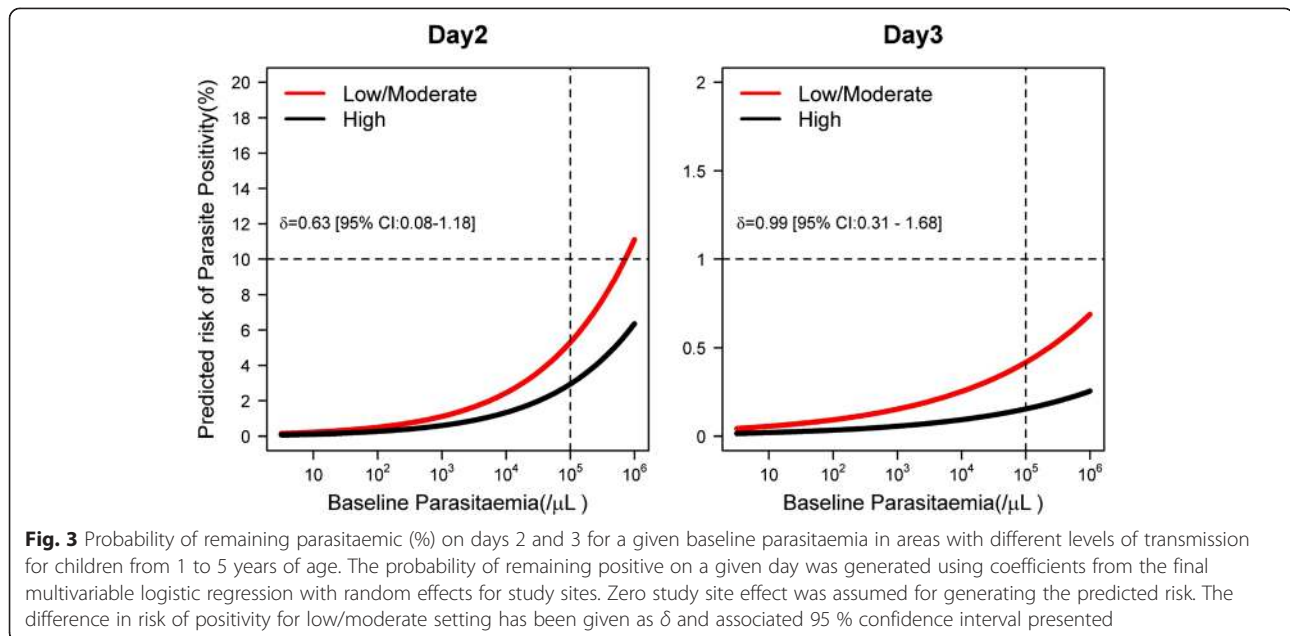 Day2
Day3
Predicted risk of Parasite Positivity(%)
20
18
16
14
12
10
8
6
4
2
0
Low/Moderate
High
δ=0.63 [95% CI:0.08-1.18]
10
10²
10³
10⁴
10⁵
10⁶
Baseline Parasitaemia(/μL )
2
1.5
1
0.5
0
Low/Moderate
High
δ=0.99 [95% CI:0.31 - 1.68]
10
10²
10³
10⁴
10⁵
10⁶
Baseline Parasitaemia(/μL )
Fig. 3 Probability of remaining parasitaemic (%) on days 2 and 3 for a given baseline parasitaemia in areas with different levels of transmission
for children from 1 to 5 years of age. The probability of remaining positive on a given day was generated using coefficients from the final
multivariable logistic regression with random effects for study sites. Zero study site effect was assumed for generating the predicted risk. The
difference in risk of positivity for low/moderate setting has been given as δ and associated 95 % confidence interval presented